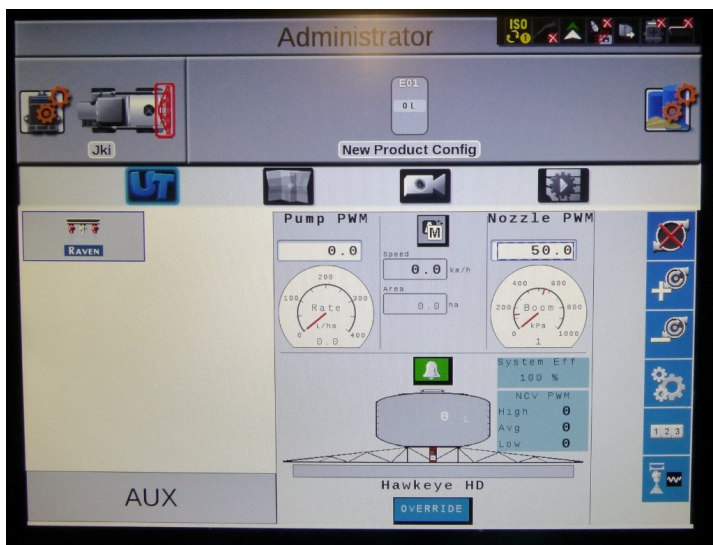 Administrator
ISO
E01
0 L
Jki
New Product Config
UT
RAVEN
Pump PWM
0.0
M
Nozzle PWM
50.0
Speed
0.0 km/h
Area
0.0 ha
0 100 200 300 400
Rate
L/ha
0.0
0 200 400 600 800 1000
Boom
kPa
1
System Eff
100 %
NCV PWM
High 0
Avg 0
Low 0
0 L
1 2 3
Hawkeye HD
OVERRIDE
AUX